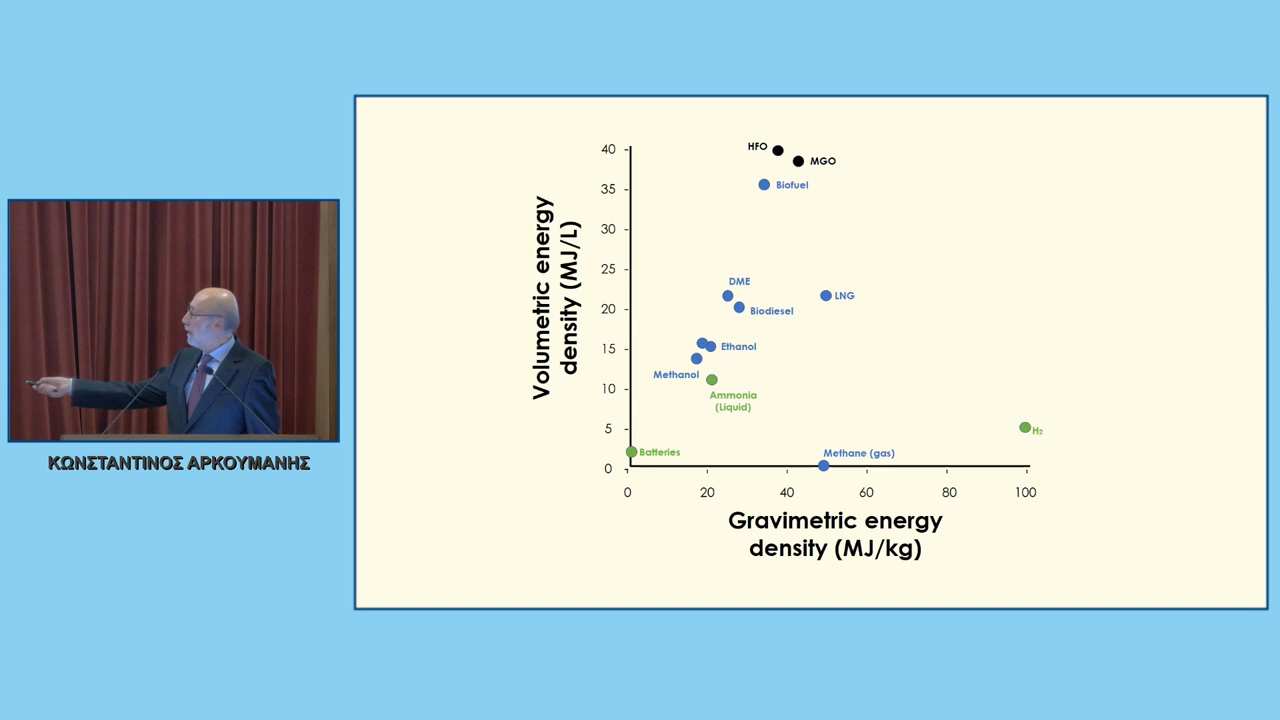 ΚΩΝΣΤΑΝΤΙΝΟΣ ΑΡΚΟΥΜΑΝΗΣ
Volumetric energy
density (MJ/L)
40
35
30
25
20
15
10
5
0
HFO
MGO
Biofuel
DME
LNG
Biodiesel
Ethanol
Methanol
Ammonia
(Liquid)
H₂
Batteries
Methane (gas)
0
20
40
60
80
100
Gravimetric energy
density (MJ/kg)